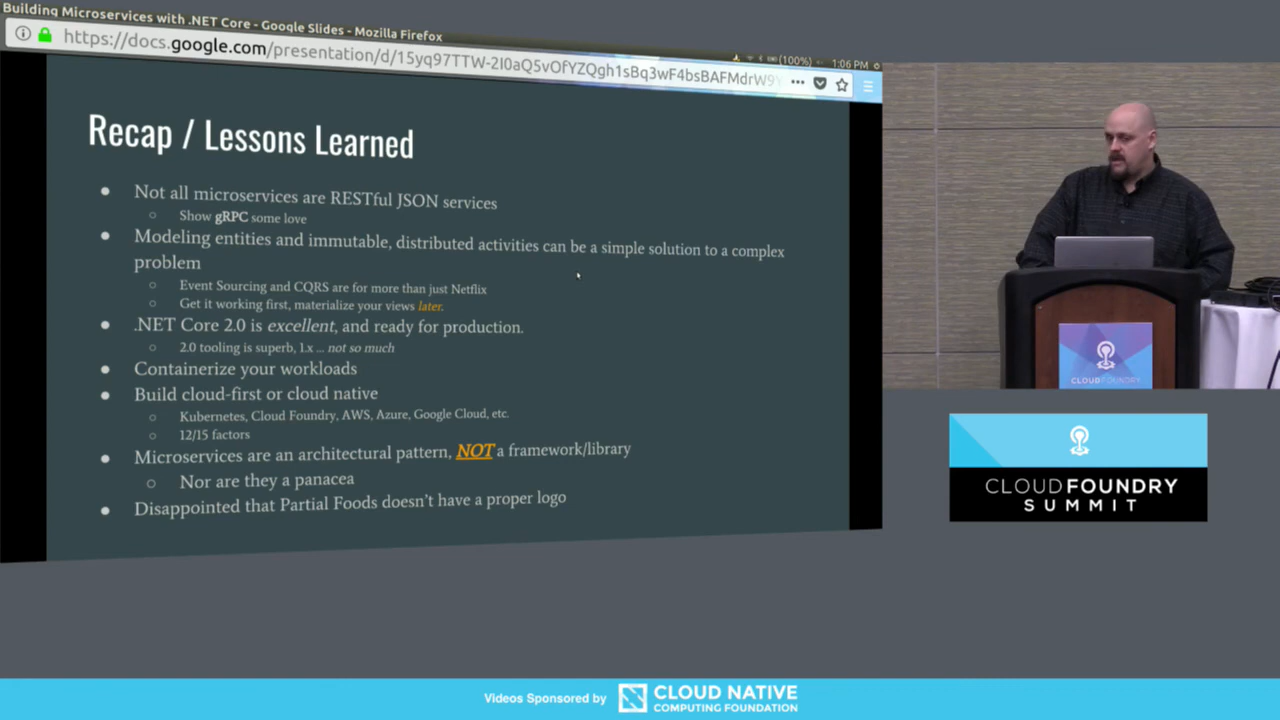 Building Microservices with .NET Core - Google Slides - Mozilla Firefox
(100%) 1:06 PM
https://docs.google.com/presentation/d/15yq97TTW-2I0aQ5vOfYZQgh1sBq3wF4bsBAFMdrW9Y
Recap / Lessons Learned
● Not all microservices are RESTful JSON services
○ Show gRPC some love
● Modeling entities and immutable, distributed activities can be a simple solution to a complex
problem
○ Event Sourcing and CQRS are for more than just Netflix
○ Get it working first, materialize your views later.
● .NET Core 2.0 is excellent, and ready for production.
○ 2.0 tooling is superb, 1.x ... not so much
● Containerize your workloads
● Build cloud-first or cloud native
○ Kubernetes, Cloud Foundry, AWS, Azure, Google Cloud, etc.
○ 12/15 factors
● Microservices are an architectural pattern, NOT a framework/library
○ Nor are they a panacea
● Disappointed that Partial Foods doesn't have a proper logo
CLOUDFOUNDRY
CLOUDFOUNDRY
SUMMIT
Videos Sponsored by
CLOUD NATIVE
COMPUTING FOUNDATION